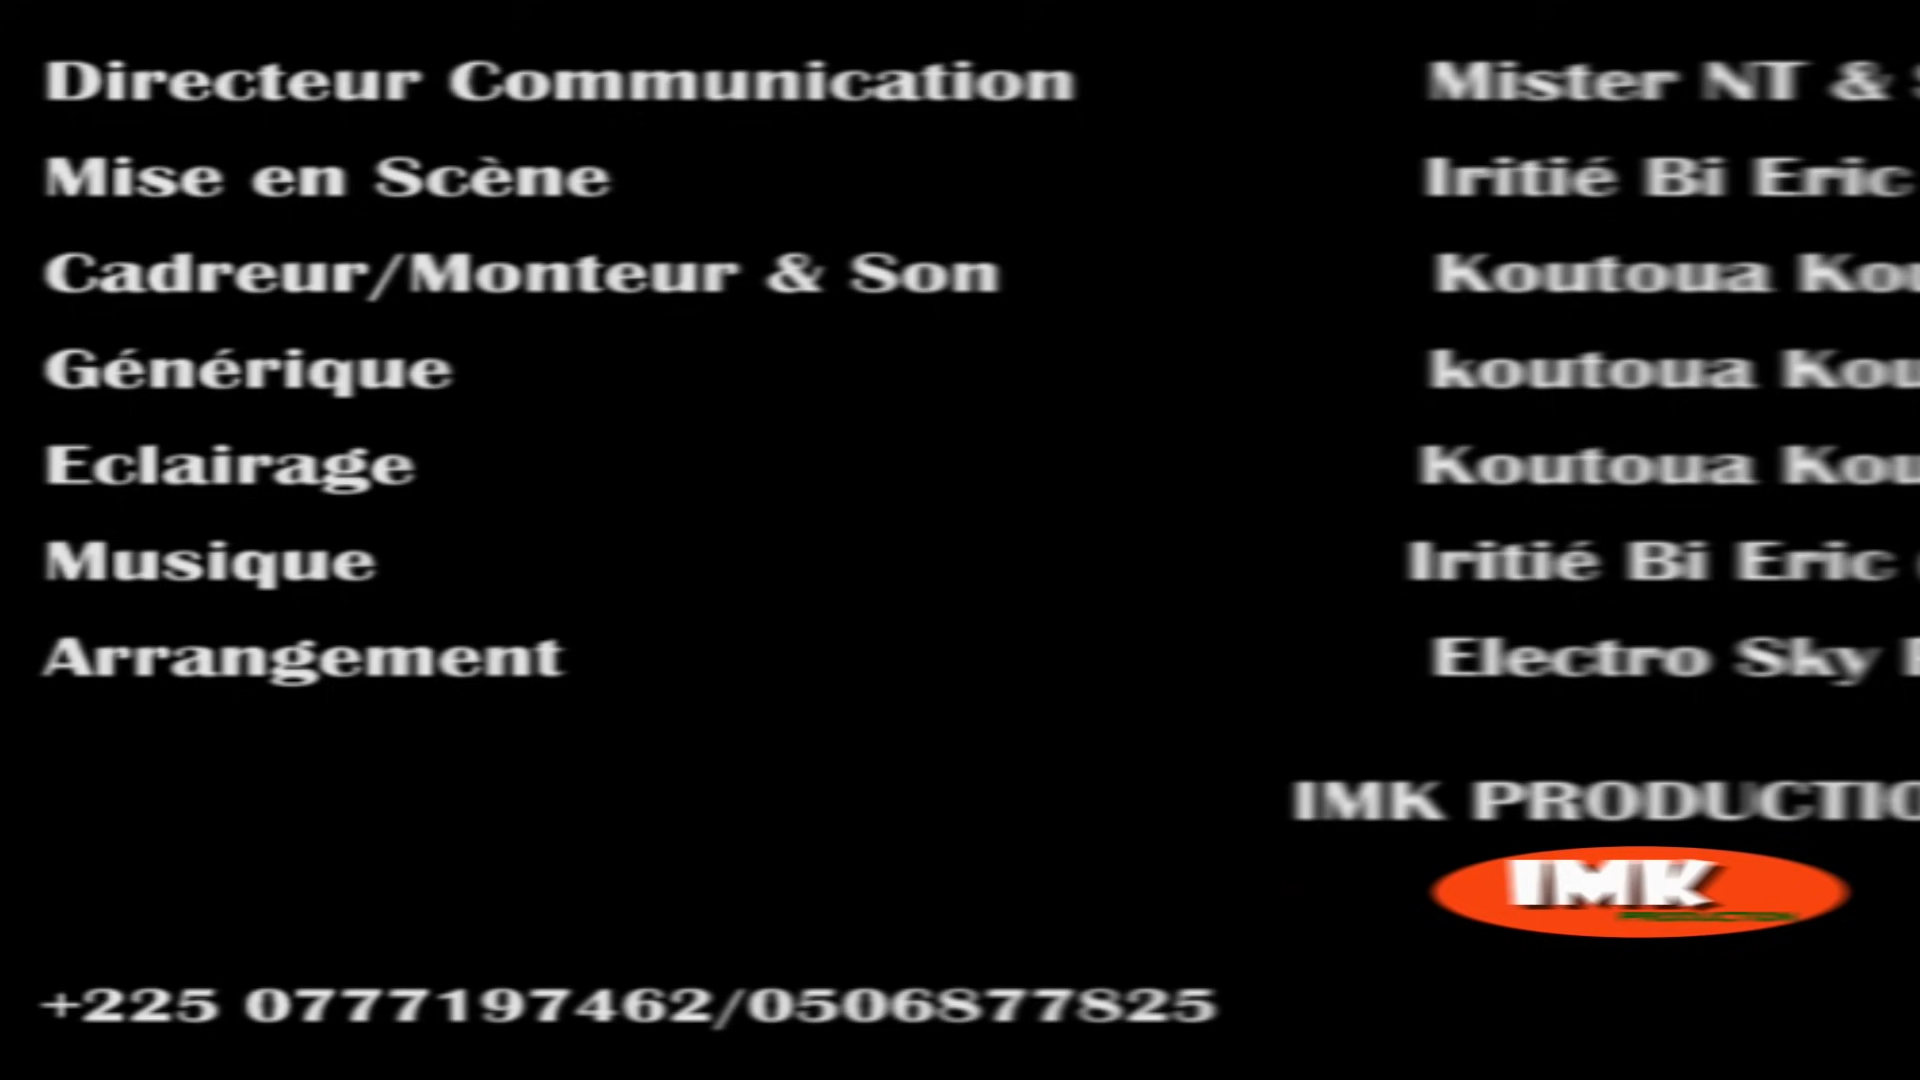 Directeur Communication Mister NT &
Mise en Scène Iritié Bi Eric
Cadreur/Monteur & Son Koutoua
Générique koutoua
Eclairage Koutoua
Musique Iritié Bi Eric
Arrangement Electro Sky
IMK
IMK
+225 0777197462/0506877825